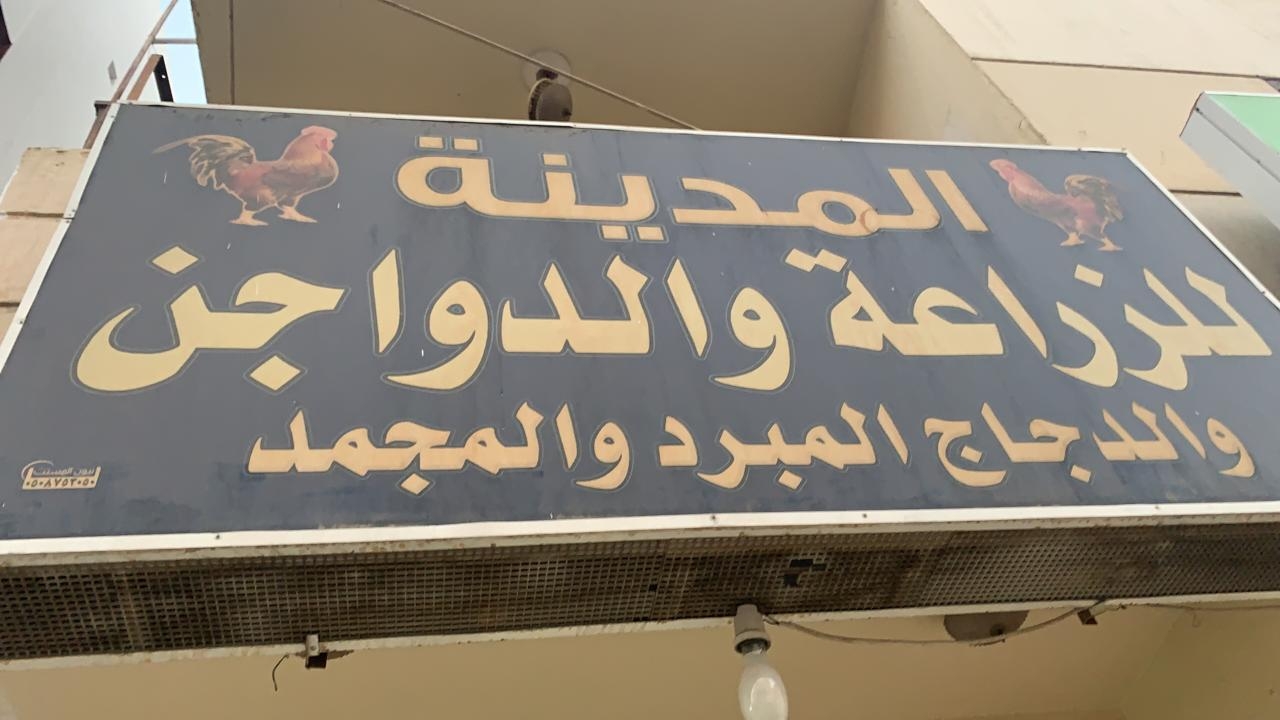 المدينة
للزراعة والدواجن
والدجاج المبرد والمجمد